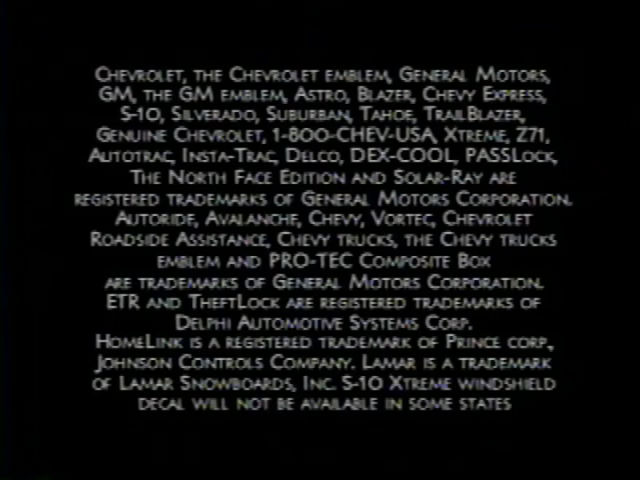 Chevrolet, the Chevrolet emblem, General Motors,
GM, the GM emblem, Astro, Blazer, Chevy Express,
S-10, Silverado, Suburban, Tahoe, TrailBlazer,
Genuine Chevrolet, 1-800-CHEV-USA, Xtreme, Z71,
Autotrac, Insta-Trac, Delco, DEX-COOL, PASSLock,
The North Face Edition and Solar-Ray are
registered trademarks of General Motors Corporation.
Autoride, Avalanche, Chevy, Vortec, Chevrolet
Roadside Assistance, Chevy trucks, the Chevy trucks
emblem and PRO-TEC Composite Box
are trademarks of General Motors Corporation.
ETR and TheftLock are registered trademarks of
Delphi Automotive Systems Corp.
HomeLink is a registered trademark of Prince corp.,
Johnson Controls Company. Lamar is a trademark
of Lamar Snowboards, Inc. S-10 Xtreme windshield
decal will not be available in some states